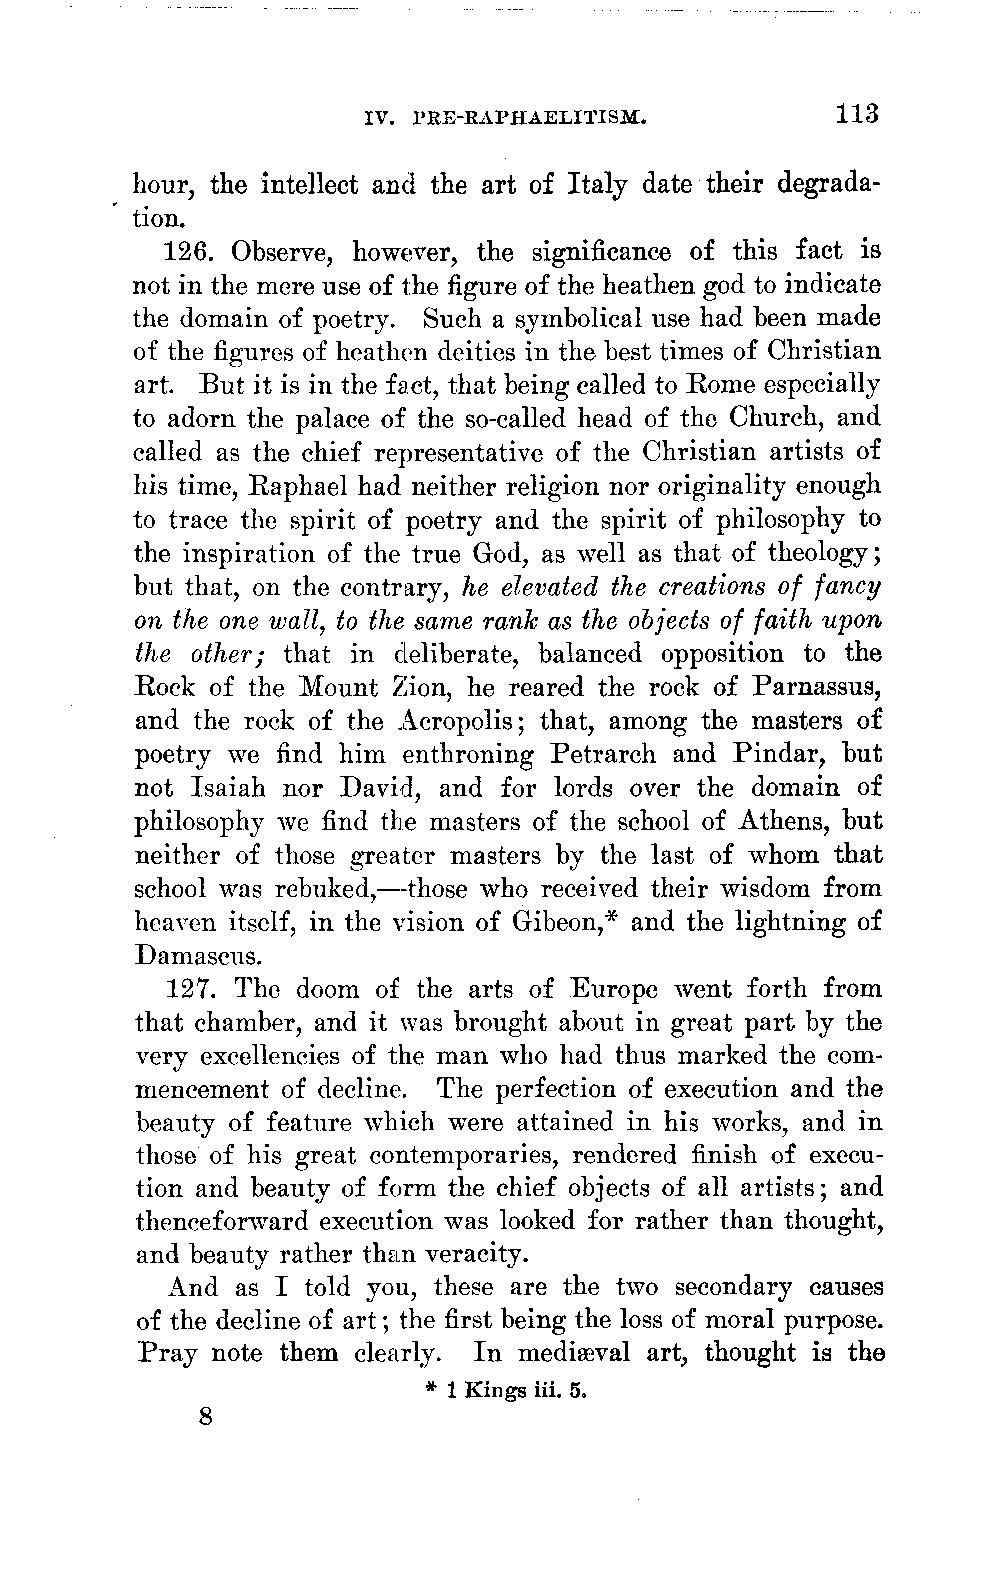 IV. PRE-RAPHAELITISM. 113
hour, the intellect and the art of Italy date their degrada-
tion.
126. Observe, however, the significance of this fact is
not in the mere use of the figure of the heathen god to indicate
the domain of poetry. Such a symbolical use had been made
of the figures of heathen deities in the best times of Christian
art. But it is in the fact, that being called to Rome especially
to adorn the palace of the so-called head of the Church, and
called as the chief representative of the Christian artists of
his time, Raphael had neither religion nor originality enough
to trace the spirit of poetry and the spirit of philosophy to
the inspiration of the true God, as well as that of theology;
but that, on the contrary, he elevated the creations of fancy
on the one wall, to the same rank as the objects of faith upon
the other; that in deliberate, balanced opposition to the
Rock of the Mount Zion, he reared the rock of Parnassus,
and the rock of the Acropolis; that, among the masters of
poetry we find him enthroning Petrarch and Pindar, but
not Isaiah nor David, and for lords over the domain of
philosophy we find the masters of the school of Athens, but
neither of those greater masters by the last of whom that
school was rebuked,—those who received their wisdom from
heaven itself, in the vision of Gibeon,* and the lightning of
Damascus.
127. The doom of the arts of Europe went forth from
that chamber, and it was brought about in great part by the
very excellencies of the man who had thus marked the com-
mencement of decline. The perfection of execution and the
beauty of feature which were attained in his works, and in
those of his great contemporaries, rendered finish of execu-
tion and beauty of form the chief objects of all artists; and
thenceforward execution was looked for rather than thought,
and beauty rather than veracity.
And as I told you, these are the two secondary causes
of the decline of art; the first being the loss of moral purpose.
Pray note them clearly. In mediæval art, thought is the
* 1 Kings iii. 5.
8